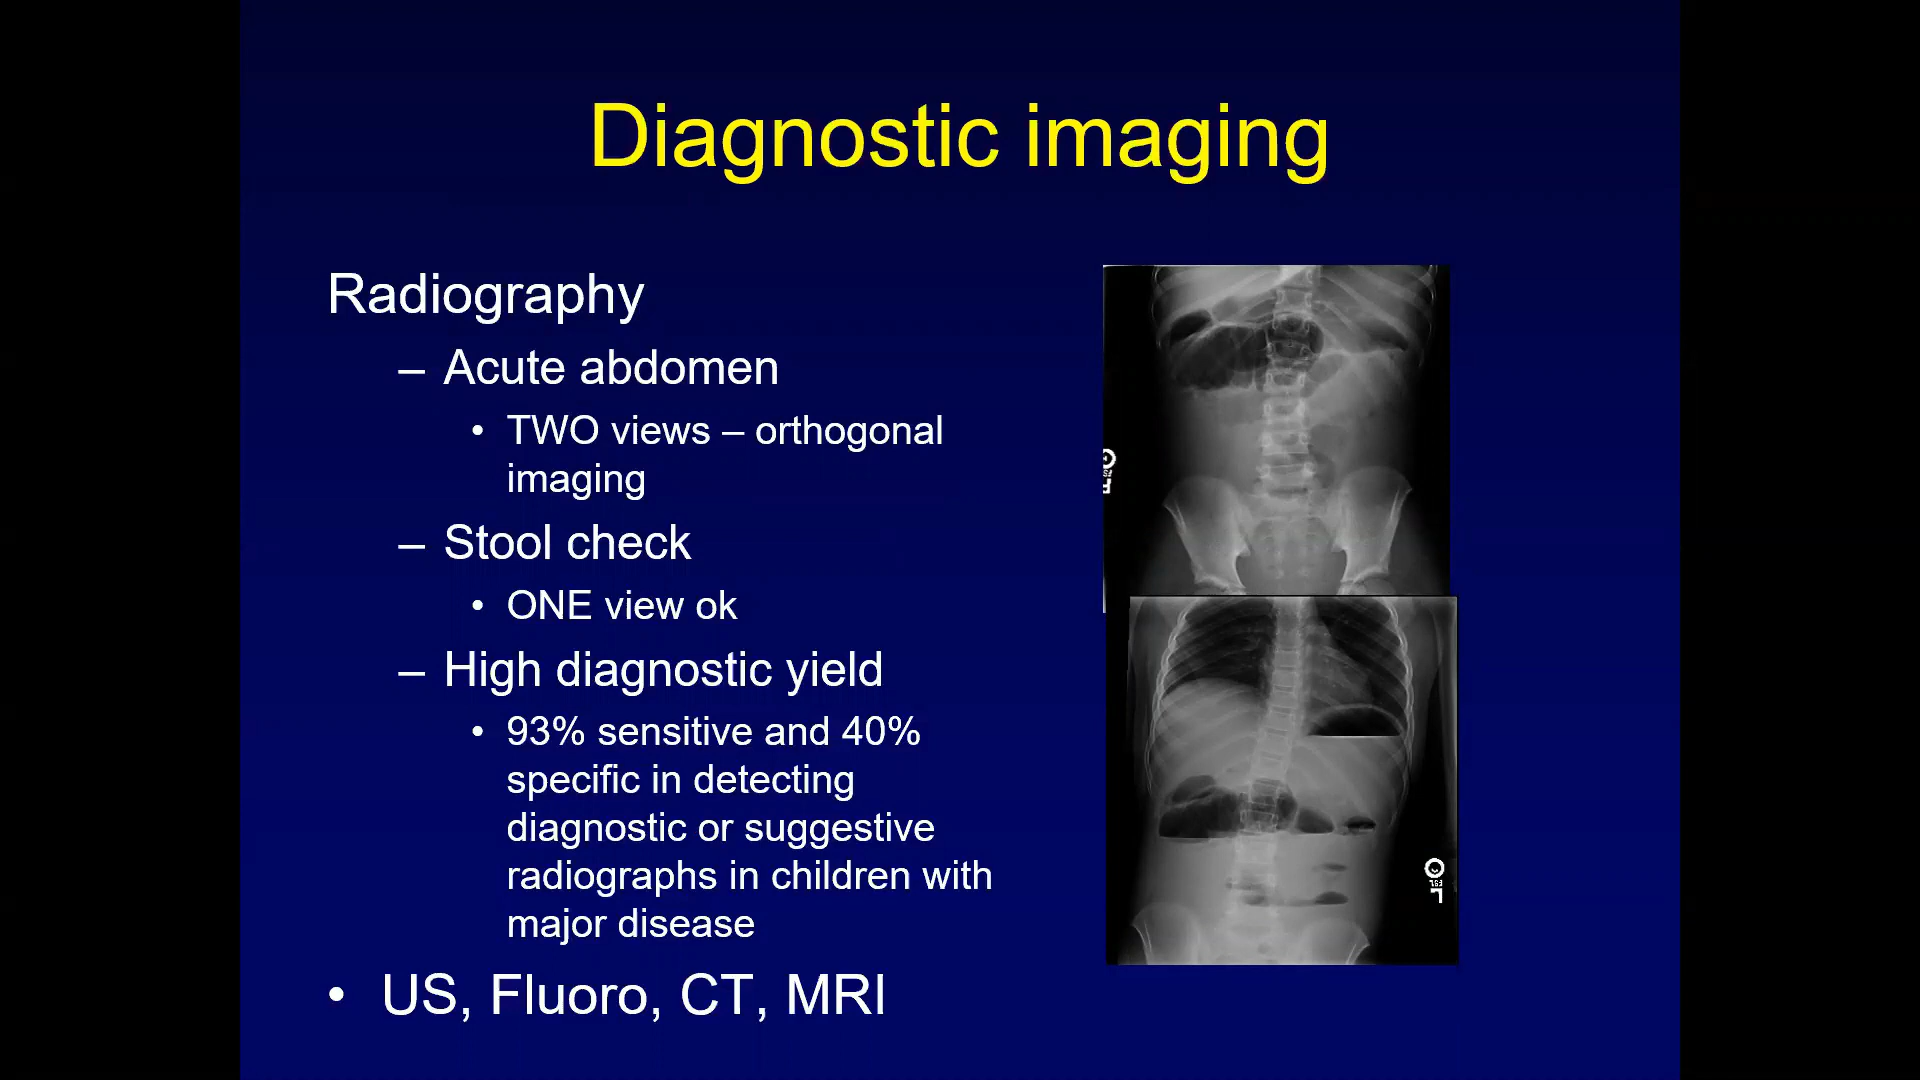 Diagnostic imaging
Radiography
– Acute abdomen
• TWO views – orthogonal
imaging
– Stool check
• ONE view ok
– High diagnostic yield
• 93% sensitive and 40%
specific in detecting
diagnostic or suggestive
radiographs in children with
major disease
• US, Fluoro, CT, MRI
L